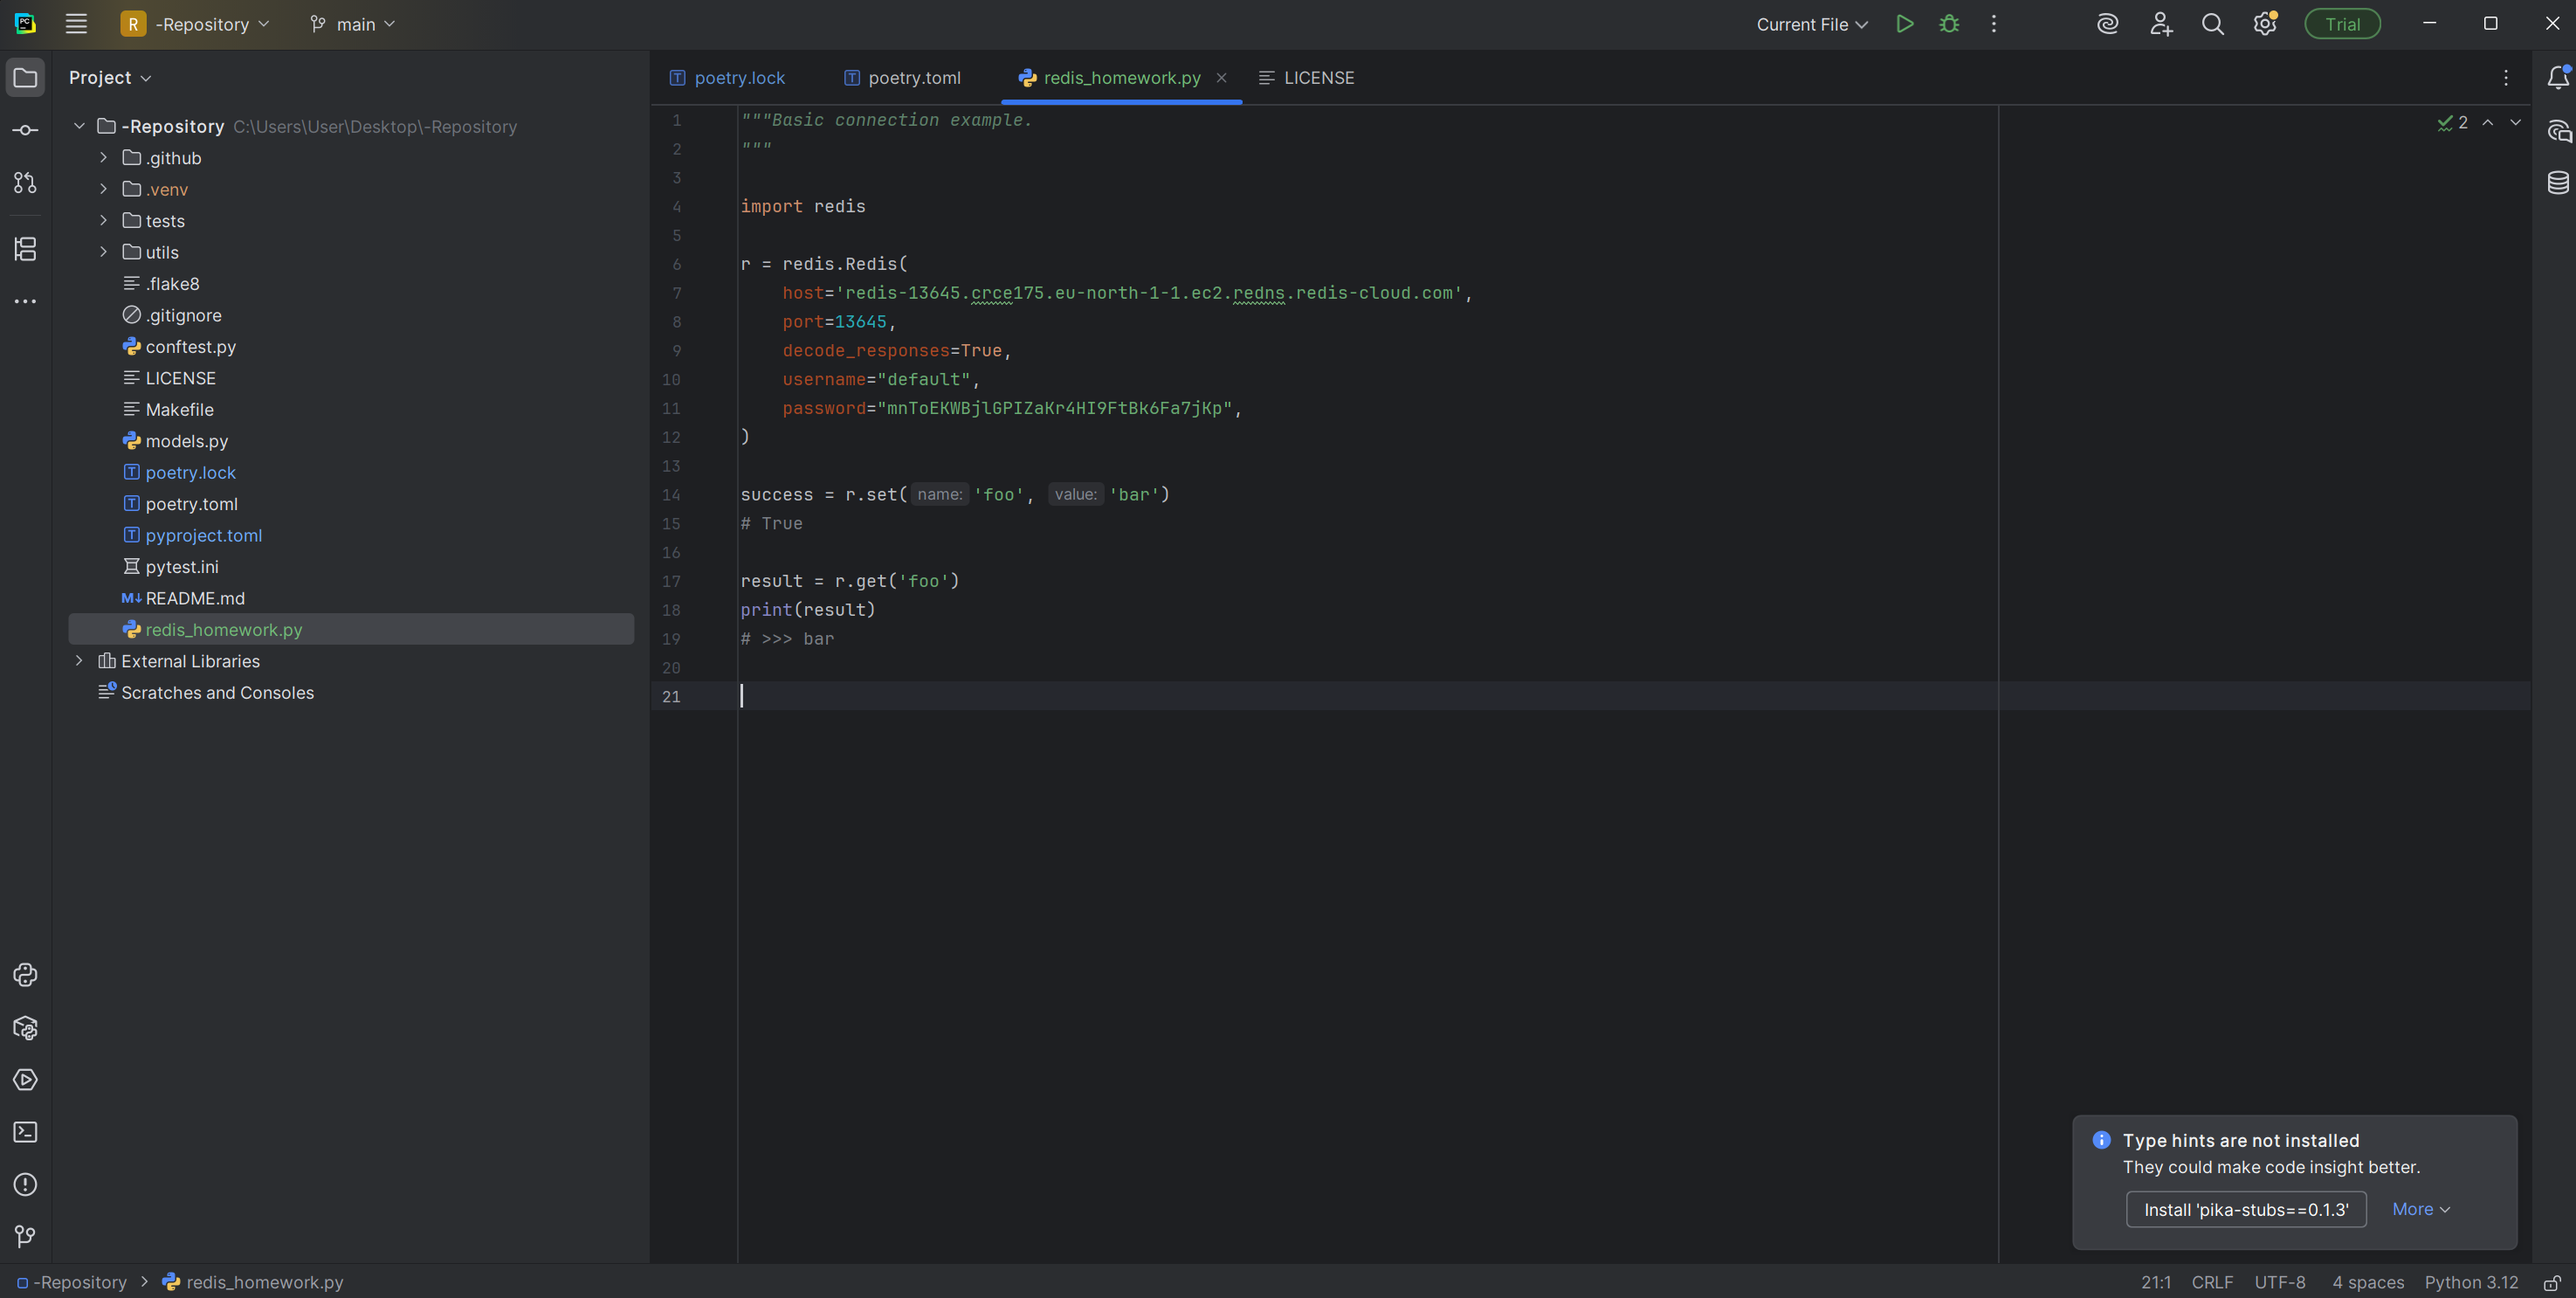 R -Repository main Current File Trial
Project
poetry.lock poetry.toml redis_homework.py LICENSE
-Repository C:\Users\User\Desktop\-Repository
.github
.venv
tests
utils
.flake8
.gitignore
conftest.py
LICENSE
Makefile
models.py
poetry.lock
poetry.toml
pyproject.toml
pytest.ini
README.md
redis_homework.py
External Libraries
Scratches and Consoles
2
1 """Basic connection example.
2 """
3
4 import redis
5
6 r = redis.Redis(
7 host='redis-13645.crce175.eu-north-1-1.ec2.redns.redis-cloud.com',
8 port=13645,
9 decode_responses=True,
10 username="default",
11 password="mnToEKWBjlGPIZaKr4HI9FtBk6Fa7jKp",
12 )
13
14 success = r.set( name: 'foo', value: 'bar')
15 # True
16
17 result = r.get('foo')
18 print(result)
19 # >>> bar
20
21
Type hints are not installed
They could make code insight better.
Install 'pika-stubs==0.1.3' More
-Repository > redis_homework.py 21:1 CRLF UTF-8 4 spaces Python 3.12